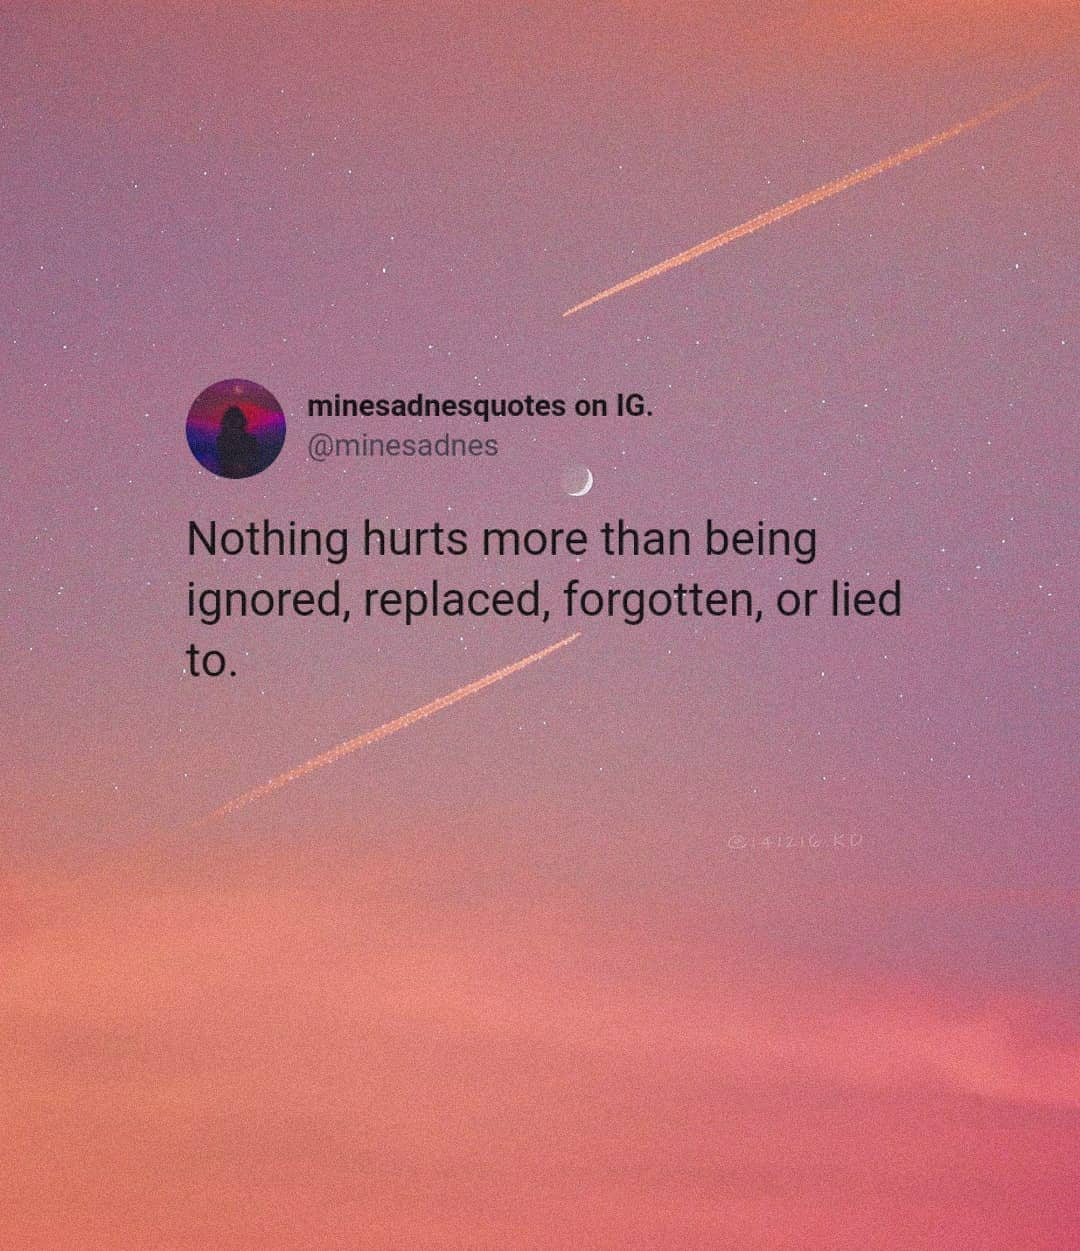 minesadnesquotes on IG.
@minesadnes
Nothing hurts more than being
ignored, replaced, forgotten, or lied
to.